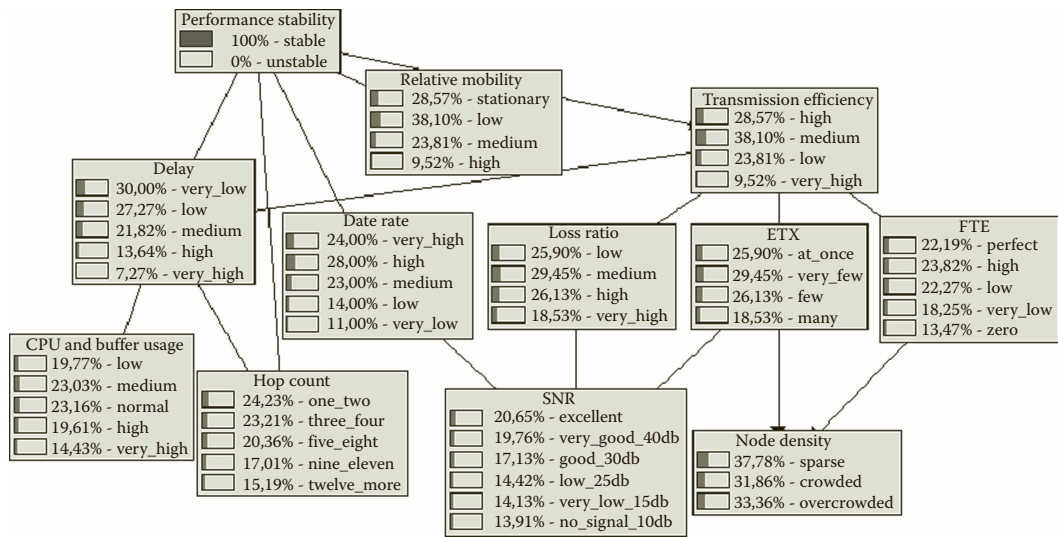 Performance stability
100% - stable
0% - unstable
Relative mobility
28,57% - stationary
38,10% - low
23,81% - medium
9,52% - high
Transmission efficiency
28,57% - high
38,10% - medium
23,81% - low
9,52% - very_high
Delay
30,00% - very_low
27,27% - low
21,82% - medium
13,64% - high
7,27% - very_high
Date rate
24,00% - very_high
28,00% - high
23,00% - medium
14,00% - low
11,00% - very_low
Loss ratio
25,90% - low
29,45% - medium
26,13% - high
18,53% - very_high
ETX
25,90% - at_once
29,45% - very_few
26,13% - few
18,53% - many
FTE
22,19% - perfect
23,82% - high
22,27% - low
18,25% - very_low
13,47% - zero
CPU and buffer usage
19,77% - low
23,03% - medium
23,16% - normal
19,61% - high
14,43% - very_high
Hop count
24,23% - one_two
23,21% - three_four
20,36% - five_eight
17,01% - nine_eleven
15,19% - twelve_more
SNR
20,65% - excellent
19,76% - very_good_40db
17,13% - good_30db
14,42% - low_25db
14,13% - very_low_15db
13,91% - no_signal_10db
Node density
37,78% - sparse
31,86% - crowded
33,36% - overcrowded